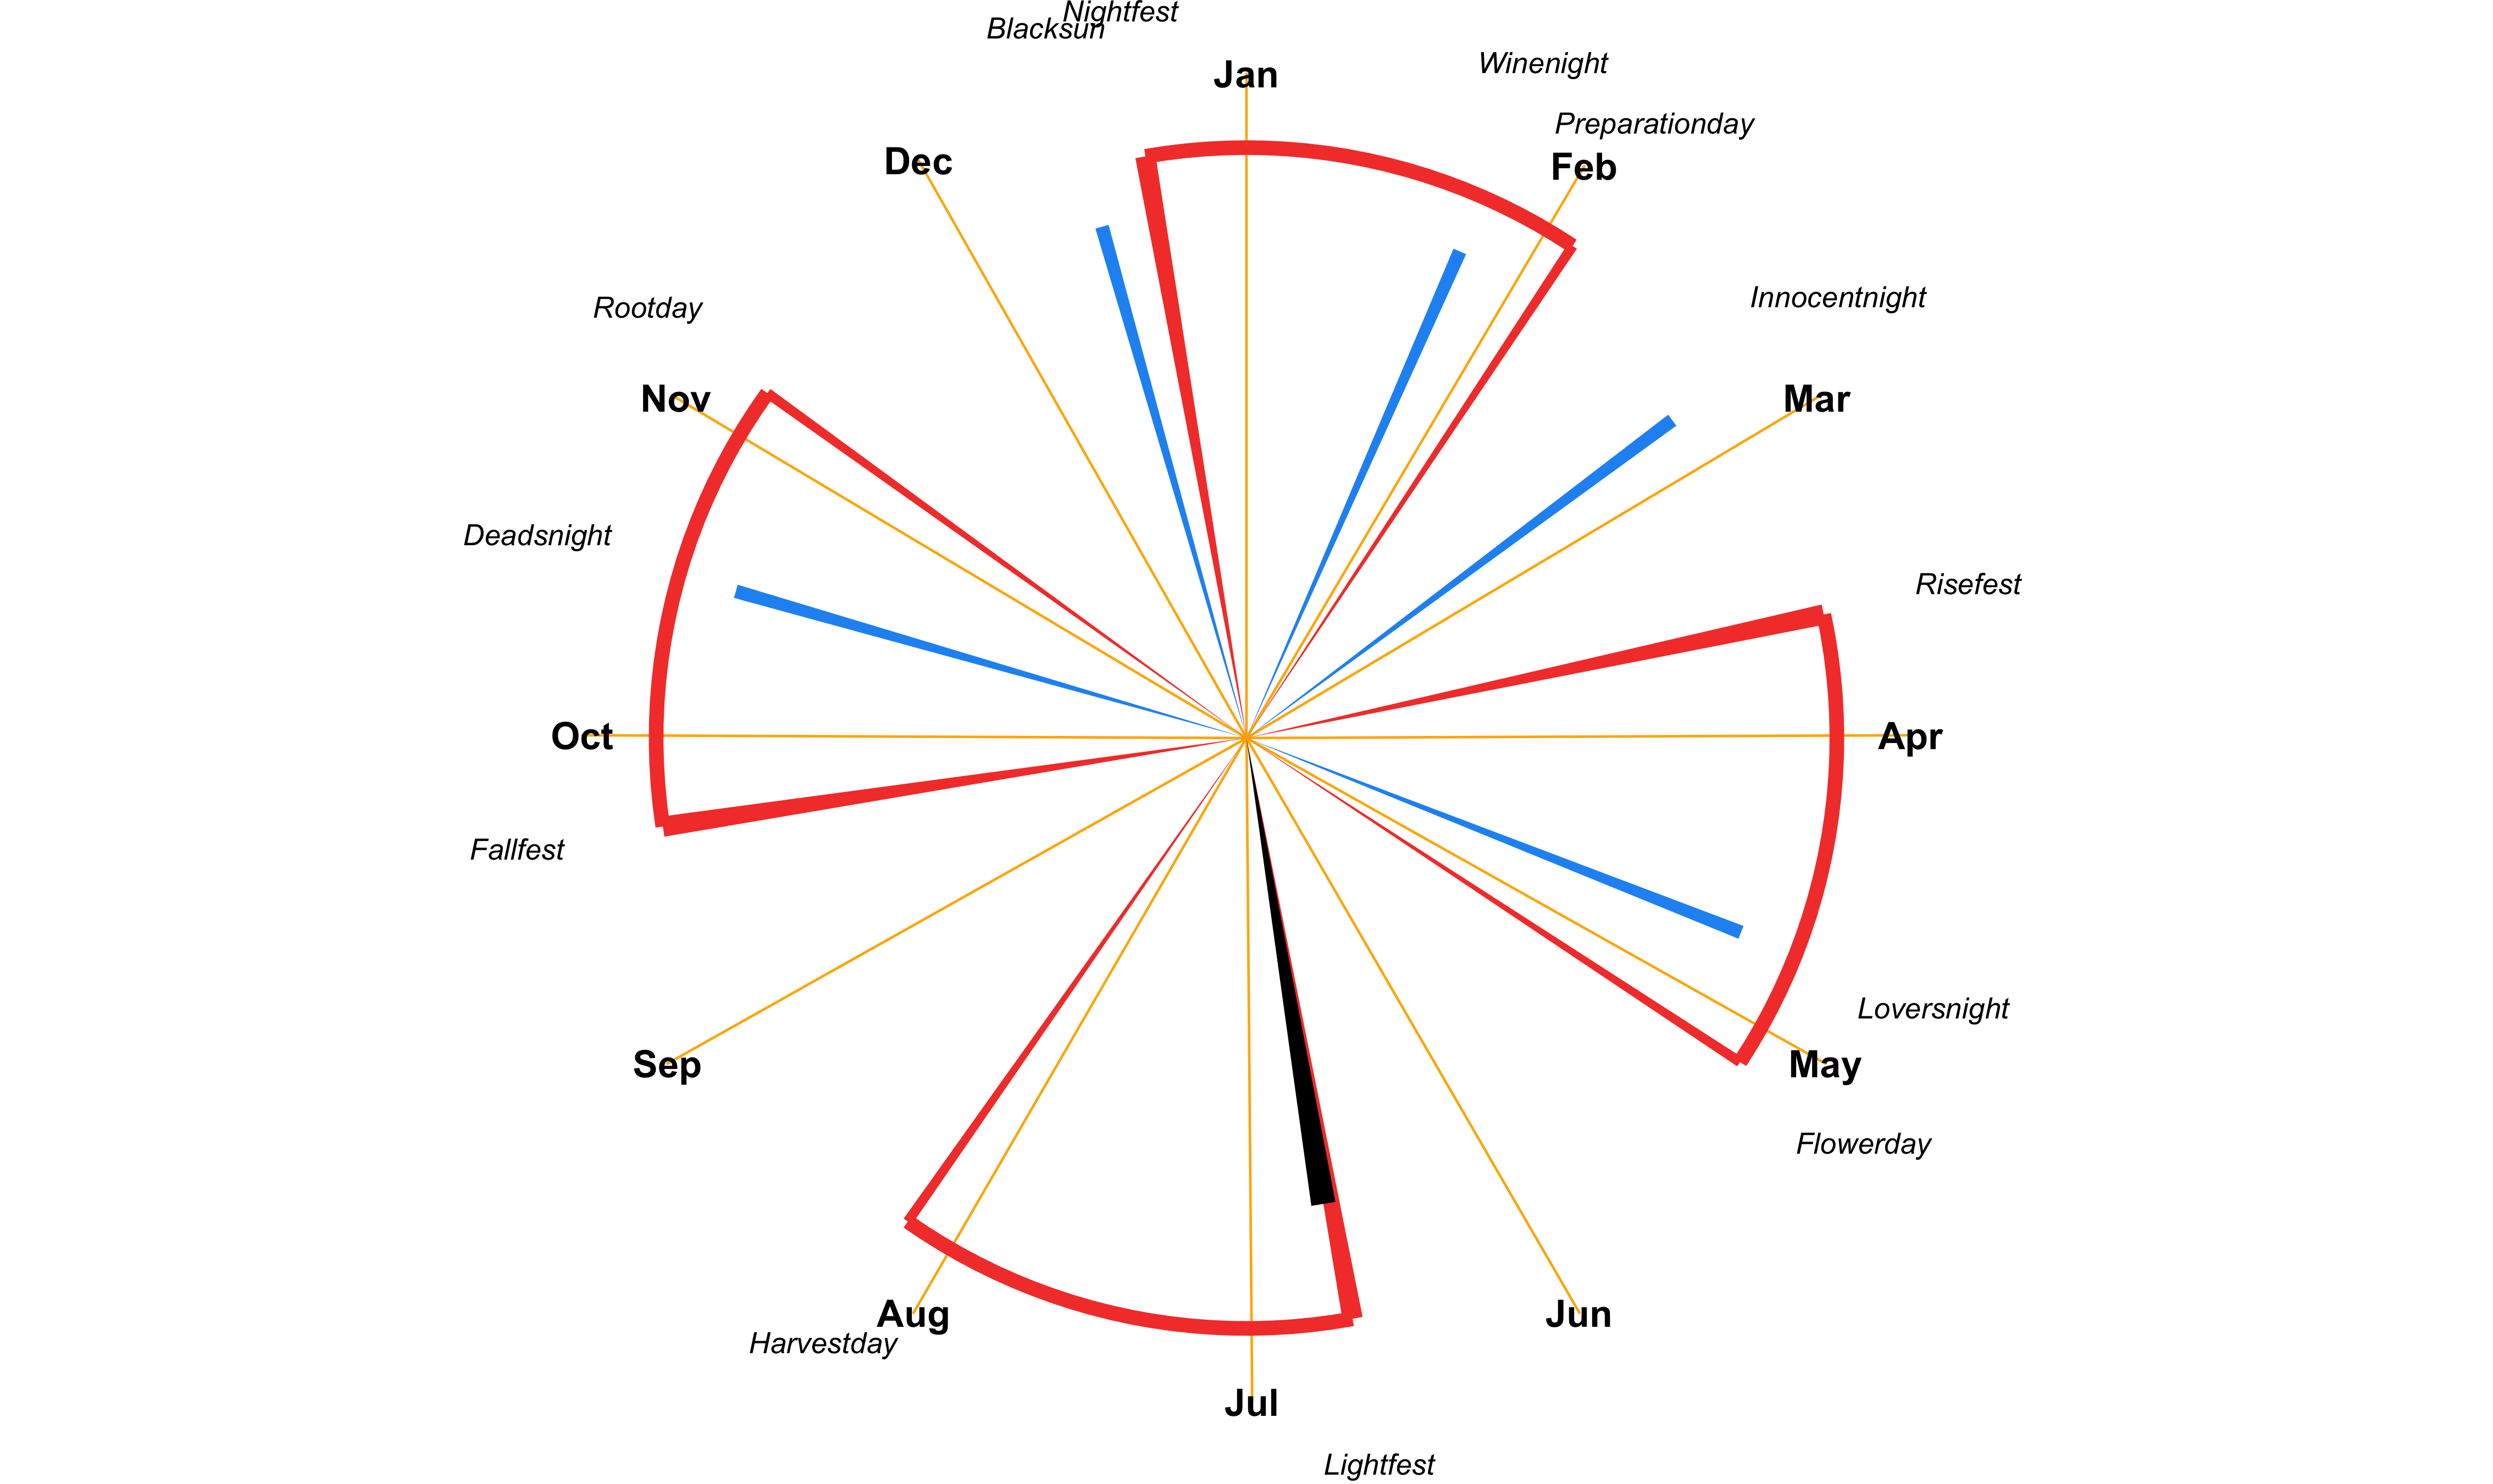 Nightfest
Blacksun
Winenight
Jan
Preparationday
Dec
Feb
Innocentnight
Rootday
Nov
Mar
Deadsnight
Risefest
Oct
Apr
Fallfest
Loversnight
Sep
May
Flowerday
Aug
Jun
Harvestday
Jul
Lightfest